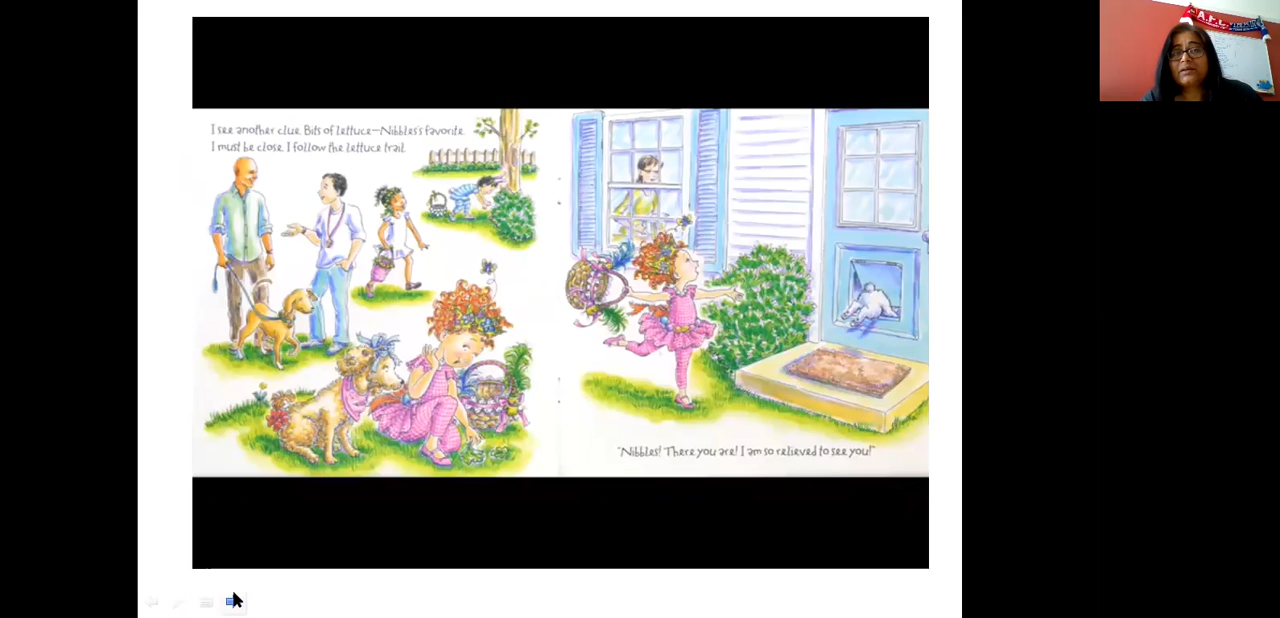 I see another clue. Bits of lettuce—Nibbles's favorite.
I must be close. I follow the lettuce trail.
"Nibbles! There you are! I am so relieved to see you!"